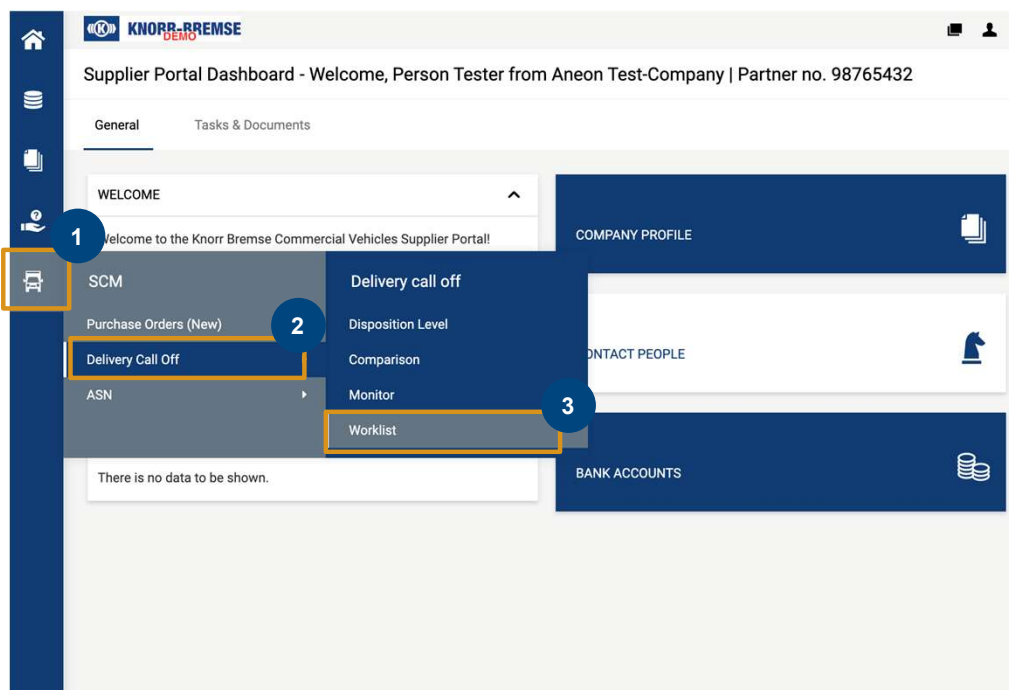 KNORR-BREMSE
DEMO
Supplier Portal Dashboard - Welcome, Person Tester from Aneon Test-Company | Partner no. 98765432
General
Tasks & Documents
WELCOME
Welcome to the Knorr Bremse Commercial Vehicles Supplier Portal!
COMPANY PROFILE
1
SCM
Purchase Orders (New)
2
Delivery Call Off
ASN
Delivery call off
Disposition Level
Comparison
Monitor
3
Worklist
CONTACT PEOPLE
There is no data to be shown.
BANK ACCOUNTS